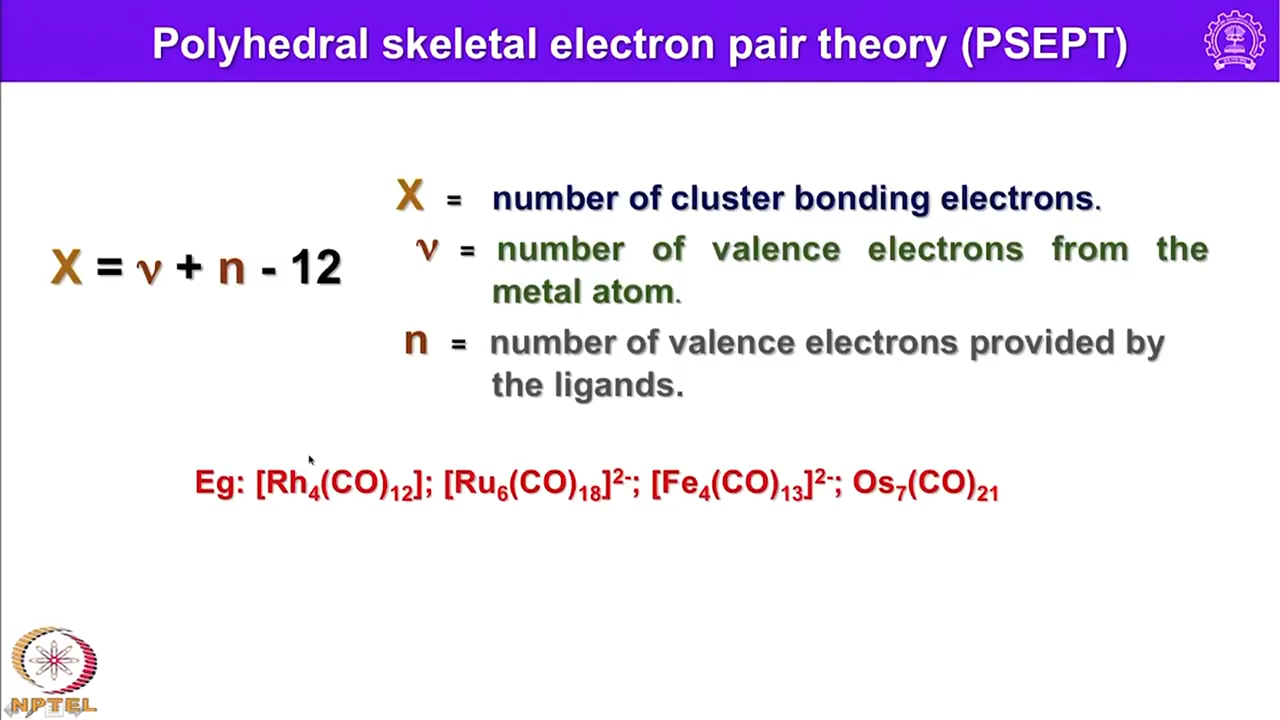 Polyhedral skeletal electron pair theory (PSEPT)
X = ν + n - 12
X = number of cluster bonding electrons.
ν = number of valence electrons from the
metal atom.
n = number of valence electrons provided by
the ligands.
Eg: [Rh₄(CO)₁₂]; [Ru₆(CO)₁₈]²⁻; [Fe₄(CO)₁₃]²⁻; Os₇(CO)₂₁
NPTEL